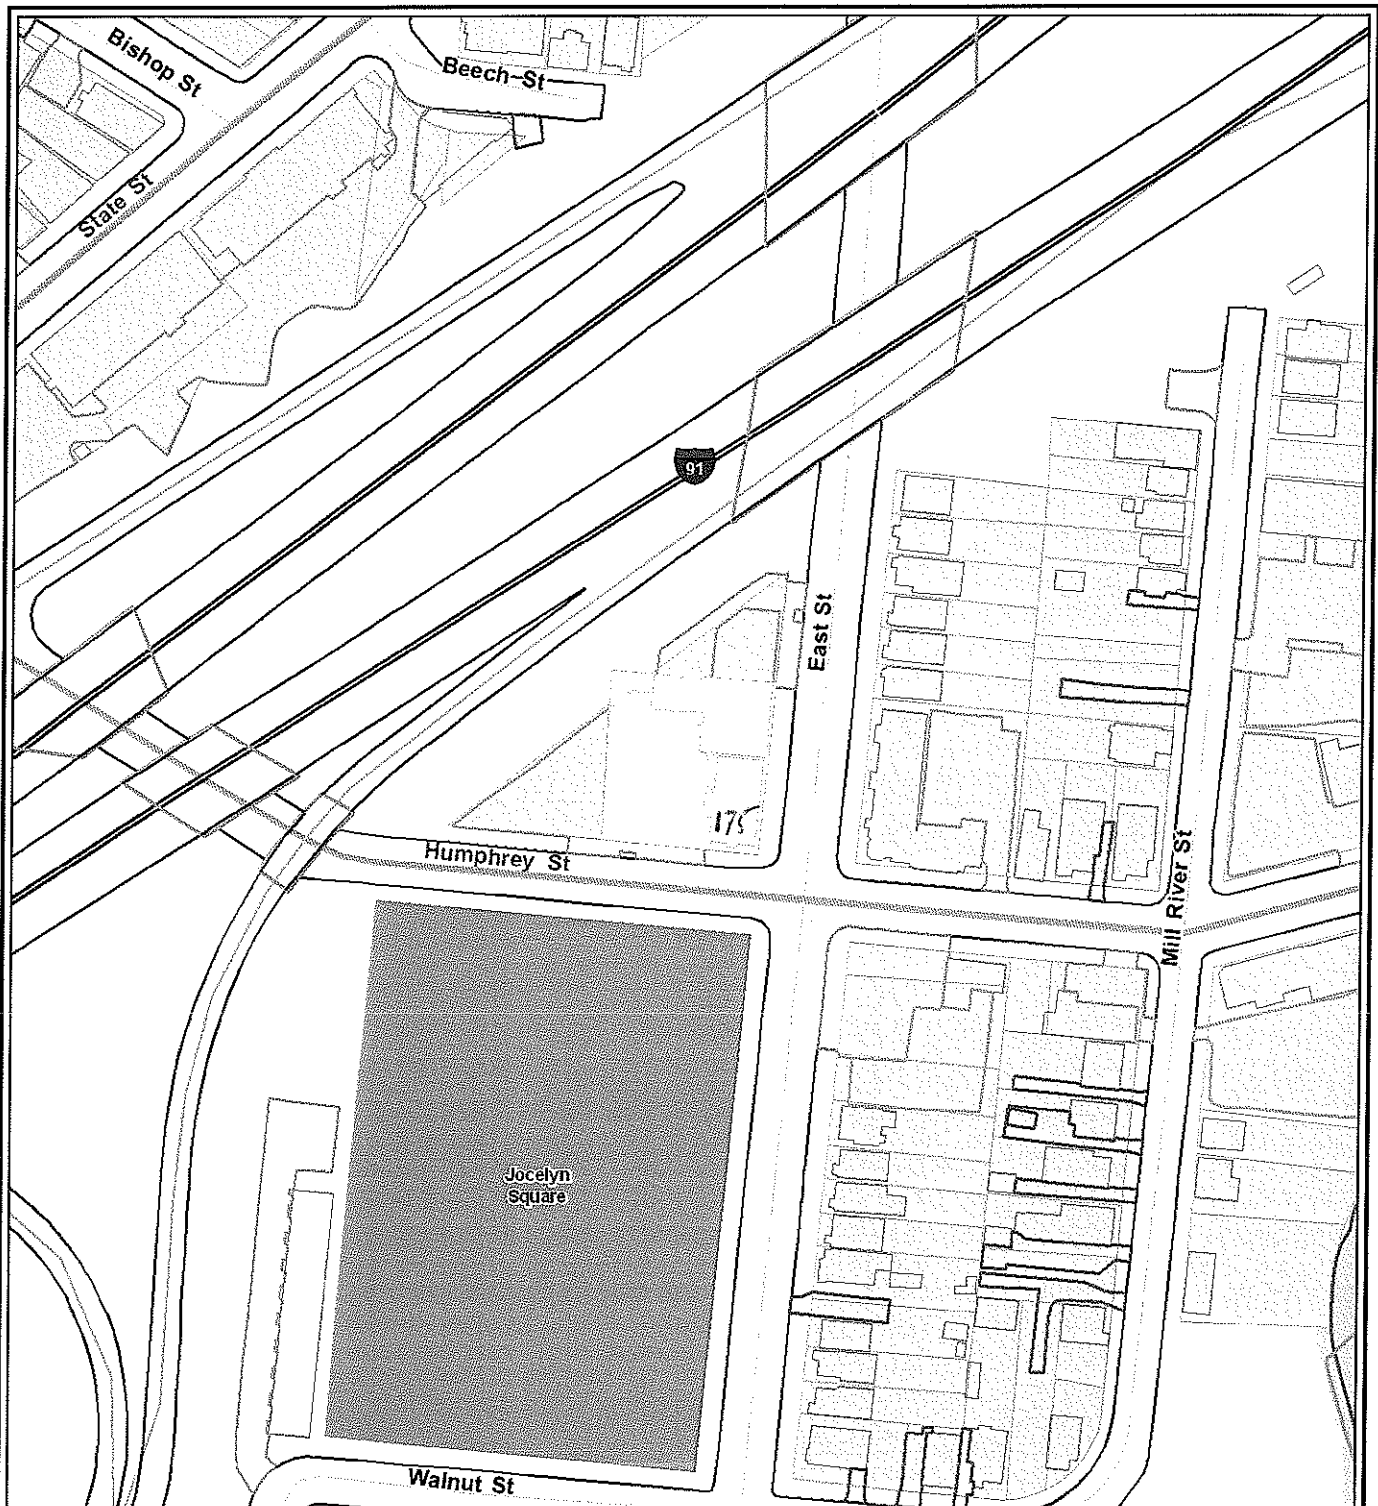 Bishop St
Beech St
State St
91
East St
175
Humphrey St
Mill River St
Jocelyn
Square
Walnut St